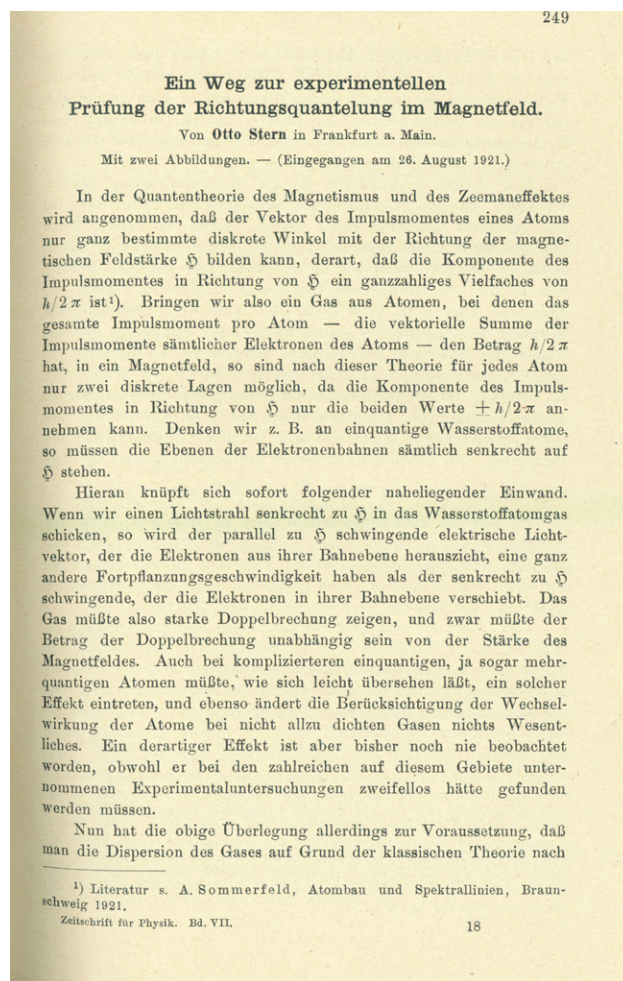 249
Ein Weg zur experimentellen
Prüfung der Richtungsquantelung im Magnetfeld.
Von Otto Stern in Frankfurt a. Main.
Mit zwei Abbildungen. — (Eingegangen am 26. August 1921.)
In der Quantentheorie des Magnetismus und des Zeemaneffektes
wird angenommen, daß der Vektor des Impulsmomentes eines Atoms
nur ganz bestimmte diskrete Winkel mit der Richtung der magne-
tischen Feldstärke ℌ bilden kann, derart, daß die Komponente des
Impulsmomentes in Richtung von ℌ ein ganzzahliges Vielfaches von
h/2 π ist¹). Bringen wir also ein Gas aus Atomen, bei denen das
gesamte Impulsmoment pro Atom — die vektorielle Summe der
Impulsmomente sämtlicher Elektronen des Atoms — den Betrag h/2 π
hat, in ein Magnetfeld, so sind nach dieser Theorie für jedes Atom
nur zwei diskrete Lagen möglich, da die Komponente des Impuls-
momentes in Richtung von ℌ nur die beiden Werte ± h/2 π an-
nehmen kann. Denken wir z. B. an einquantige Wasserstoffatome,
so müssen die Ebenen der Elektronenbahnen sämtlich senkrecht auf
ℌ stehen.
Hieran knüpft sich sofort folgender naheliegender Einwand.
Wenn wir einen Lichtstrahl senkrecht zu ℌ in das Wasserstoffatomgas
schicken, so wird der parallel zu ℌ schwingende elektrische Licht-
vektor, der die Elektronen aus ihrer Bahnebene herauszieht, eine ganz
andere Fortpflanzungsgeschwindigkeit haben als der senkrecht zu ℌ
schwingende, der die Elektronen in ihrer Bahnebene verschiebt. Das
Gas müßte also starke Doppelbrechung zeigen, und zwar müßte der
Betrag der Doppelbrechung unabhängig sein von der Stärke des
Magnetfeldes. Auch bei komplizierteren einquantigen, ja sogar mehr-
quantigen Atomen müßte, wie sich leicht übersehen läßt, ein solcher
Effekt eintreten, und ebenso ändert die Berücksichtigung der Wechsel-
wirkung der Atome bei nicht allzu dichten Gasen nichts Wesent-
liches. Ein derartiger Effekt ist aber bisher noch nie beobachtet
worden, obwohl er bei den zahlreichen auf diesem Gebiete unter-
nommenen Experimentaluntersuchungen zweifellos hätte gefunden
werden müssen.
Nun hat die obige Überlegung allerdings zur Voraussetzung, daß
man die Dispersion des Gases auf Grund der klassischen Theorie nach
¹) Literatur s. A. Sommerfeld, Atombau und Spektrallinien, Braun-
schweig 1921.
Zeitschrift für Physik. Bd. VII.
18